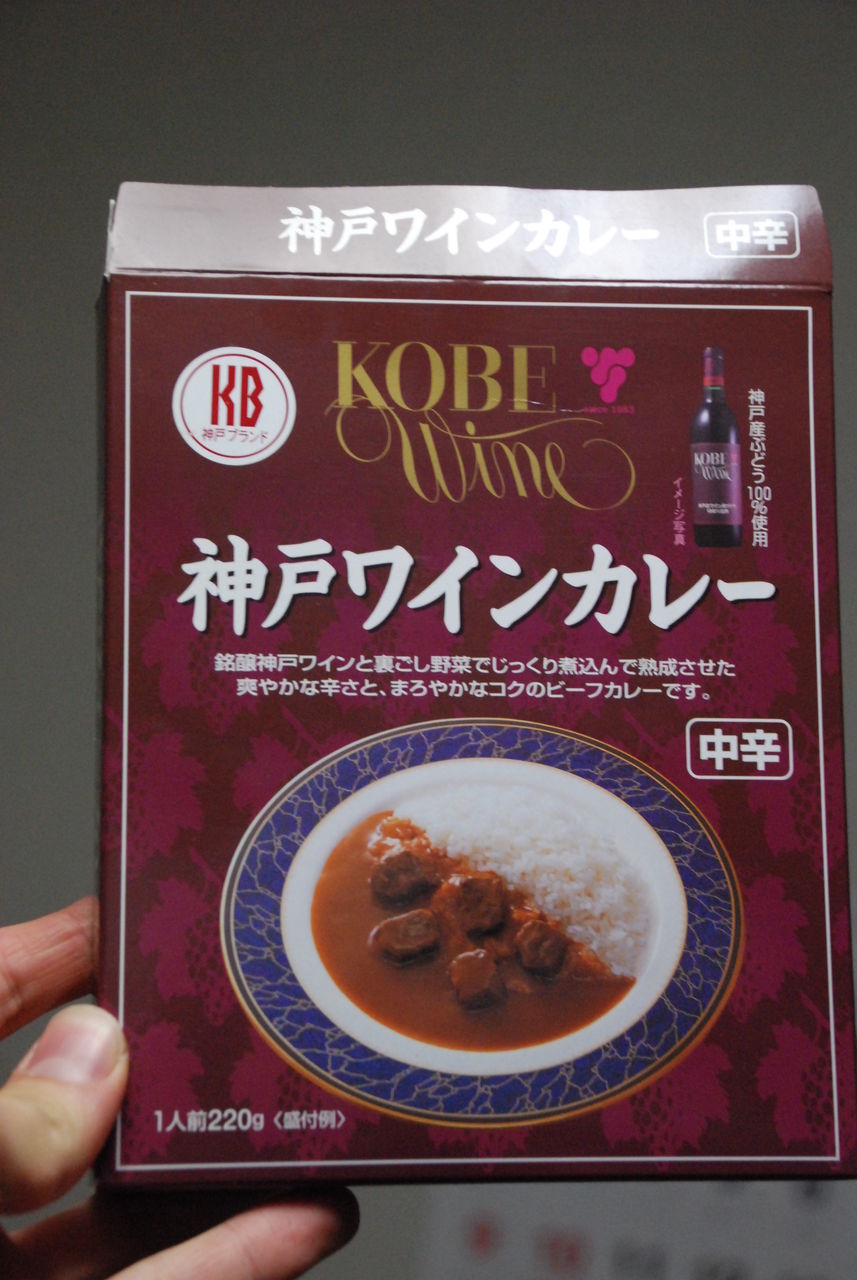 神戸ワインカレー 中辛
KB
神戸ブランド
KOBE
Wine
since 1983
KOBE
Wine
神戸産ぶどう100%使用
イメージ写真
神戸ワインカレー
銘醸神戸ワインと裏ごし野菜でじっくり煮込んで熟成させた
爽やかな辛さと、まろやかなコクのビーフカレーです。
中辛
1人前220g〈盛付例〉